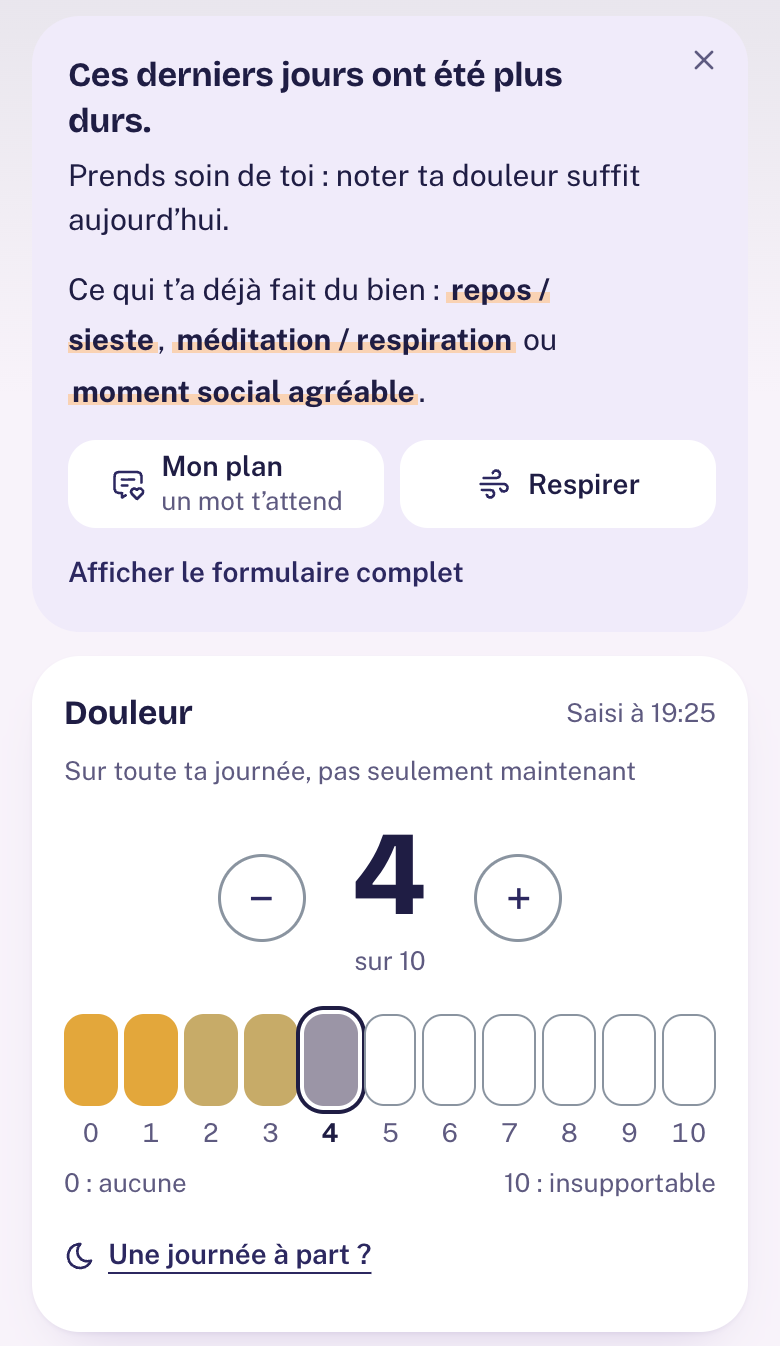 Ces derniers jours ont été plus
durs.
Prends soin de toi : noter ta douleur suffit
aujourd’hui.
Ce qui t’a déjà fait du bien : repos /
sieste, méditation / respiration ou
moment social agréable.
Mon plan
un mot t’attend
Respirer
Afficher le formulaire complet
Douleur
Saisi à 19:25
Sur toute ta journée, pas seulement maintenant
− 4 +
sur 10
0 1 2 3 4 5 6 7 8 9 10
0 : aucune
10 : insupportable
Une journée à part ?